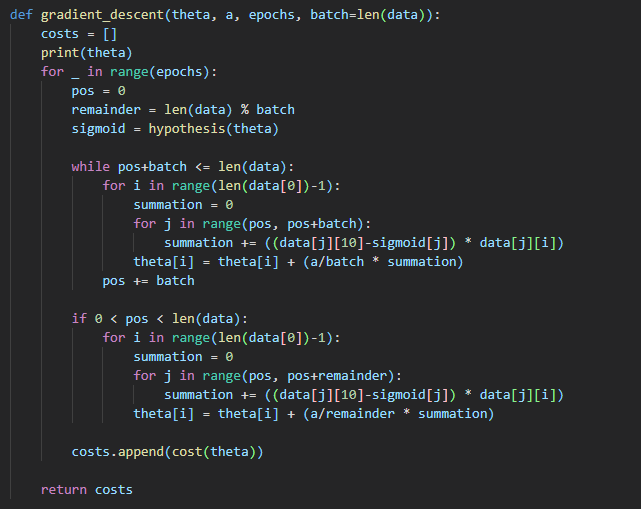 def gradient_descent(theta, a, epochs, batch=len(data)):
    costs = []
    print(theta)
    for _ in range(epochs):
        pos = 0
        remainder = len(data) % batch
        sigmoid = hypothesis(theta)

        while pos+batch <= len(data):
            for i in range(len(data[0])-1):
                summation = 0
                for j in range(pos, pos+batch):
                    summation += ((data[j][10]-sigmoid[j]) * data[j][i])
                theta[i] = theta[i] + (a/batch * summation)
            pos += batch

        if 0 < pos < len(data):
            for i in range(len(data[0])-1):
                summation = 0
                for j in range(pos, pos+remainder):
                    summation += ((data[j][10]-sigmoid[j]) * data[j][i])
                theta[i] = theta[i] + (a/remainder * summation)

        costs.append(cost(theta))

    return costs